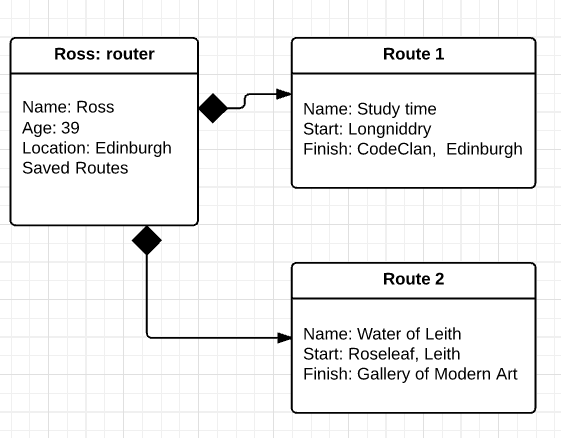 Ross: router
Name: Ross
Age: 39
Location: Edinburgh
Saved Routes
Route 1
Name: Study time
Start: Longniddry
Finish: CodeClan,  Edinburgh
Route 2
Name: Water of Leith
Start: Roseleaf, Leith
Finish: Gallery of Modern Art